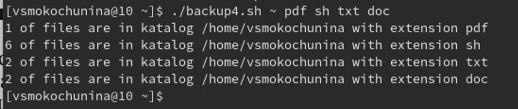 [vsmokochunina@10 ~]$ ./backup4.sh ~ pdf sh txt doc
1 of files are in katalog /home/vsmokochunina with extension pdf
6 of files are in katalog /home/vsmokochunina with extension sh
2 of files are in katalog /home/vsmokochunina with extension txt
2 of files are in katalog /home/vsmokochunina with extension doc
[vsmokochunina@10 ~]$